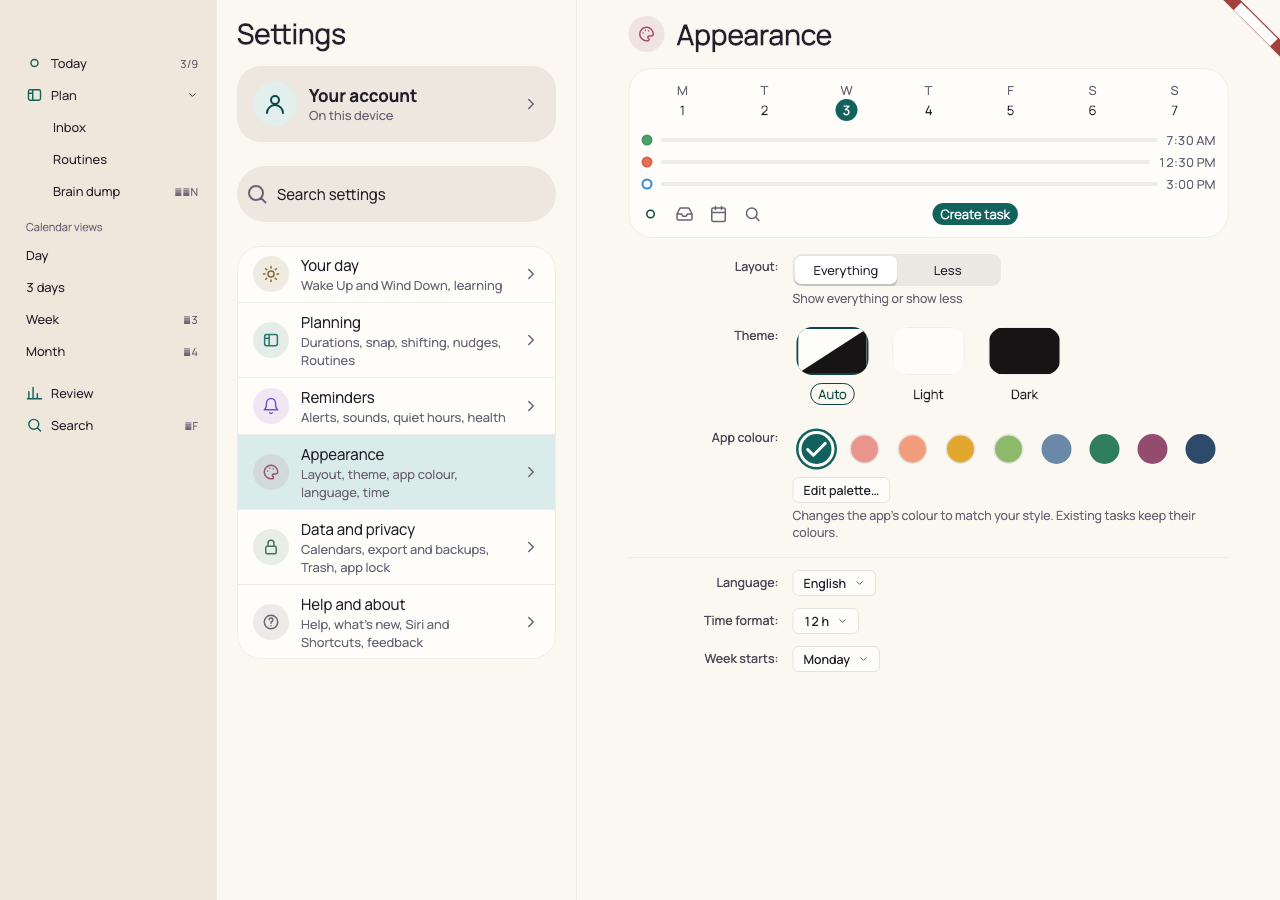 Today 3/9
Plan
Inbox
Routines
Brain dump N
Calendar views
Day
3 days
Week 3
Month 4
Review
Search F
Settings
Your account
On this device
Search settings
Your day
Wake Up and Wind Down, learning
Planning
Durations, snap, shifting, nudges,
Routines
Reminders
Alerts, sounds, quiet hours, health
Appearance
Layout, theme, app colour,
language, time
Data and privacy
Calendars, export and backups,
Trash, app lock
Help and about
Help, what's new, Siri and
Shortcuts, feedback
Appearance
M T W T F S S
1 2 3 4 5 6 7
7:30 AM
12:30 PM
3:00 PM
Create task
Layout: Everything Less
Show everything or show less
Theme:
Auto Light Dark
App colour:
Edit palette...
Changes the app's colour to match your style. Existing tasks keep their
colours.
Language: English
Time format: 12 h
Week starts: Monday